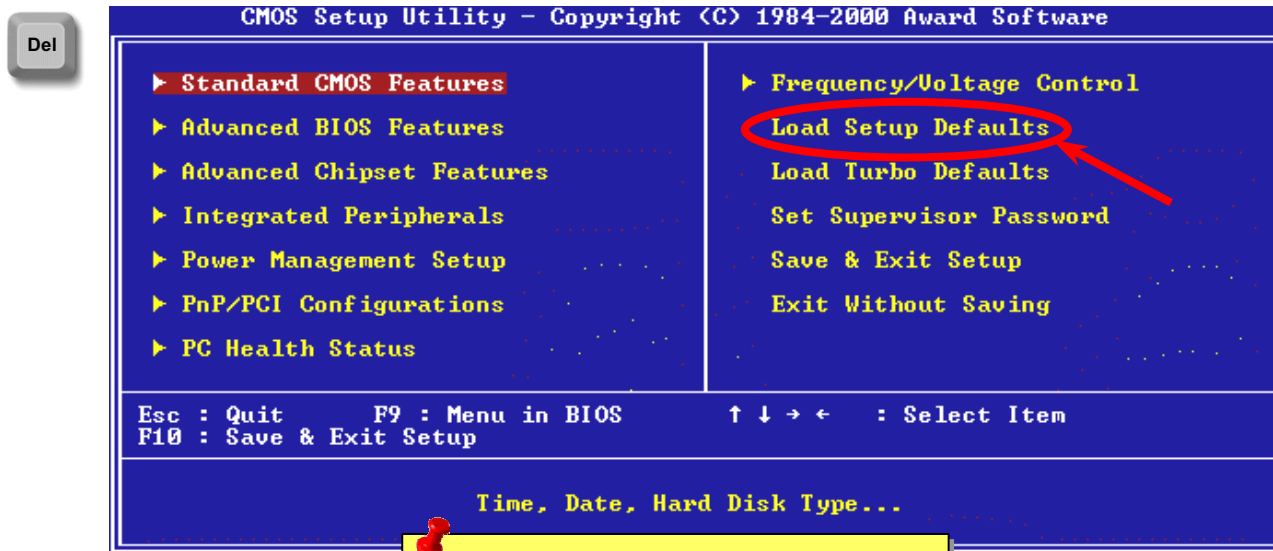 Del
CMOS Setup Utility – Copyright (C) 1984–2000 Award Software
Standard CMOS Features
Advanced BIOS Features
Advanced Chipset Features
Integrated Peripherals
Power Management Setup
PnP/PCI Configurations
PC Health Status
Frequency/Voltage Control
Load Setup Defaults
Load Turbo Defaults
Set Supervisor Password
Save & Exit Setup
Exit Without Saving
Esc : Quit F9 : Menu in BIOS ↑ ↓ → ← : Select Item
F10 : Save & Exit Setup
Time, Date, Hard Disk Type...